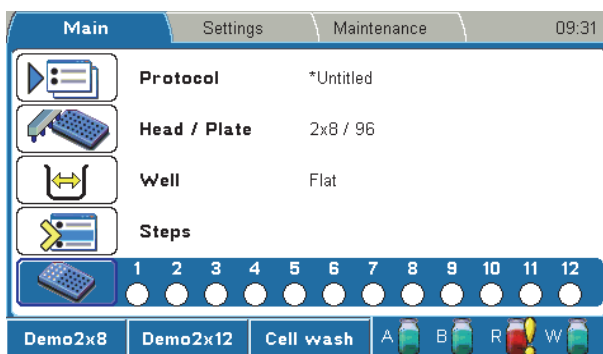 Main Settings Maintenance 09:31
Protocol *Untitled
Head / Plate 2x8 / 96
Well Flat
Steps
1 2 3 4 5 6 7 8 9 10 11 12
Demo2x8 Demo2x12 Cell wash A B R W